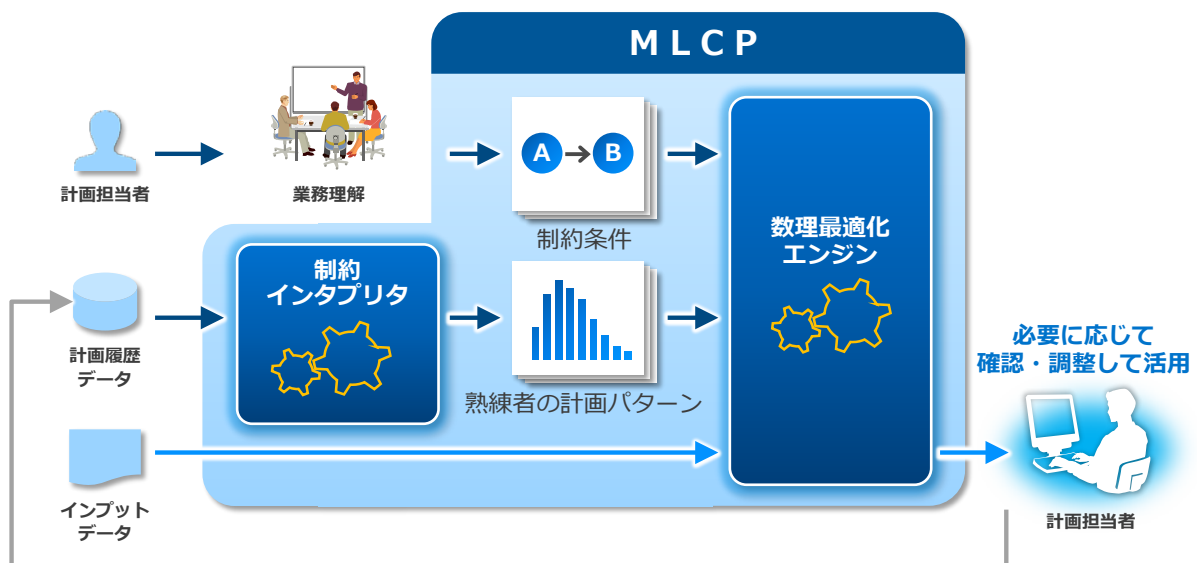 MLCP
計画担当者
業務理解
A
B
制約条件
数理最適化
エンジン
制約
インタプリタ
計画履歴
データ
熟練者の計画パターン
インプット
データ
必要に応じて
確認・調整して活用
計画担当者